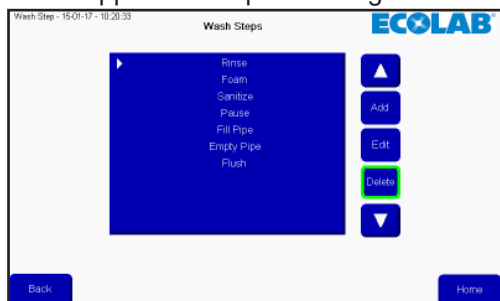 Wash Step - 15-01-17 - 10:20:33
Wash Steps
ECOLAB
Rinse
Foam
Sanitize
Pause
Fill Pipe
Empty Pipe
Flush
Add
Edit
Delete
Back
Home